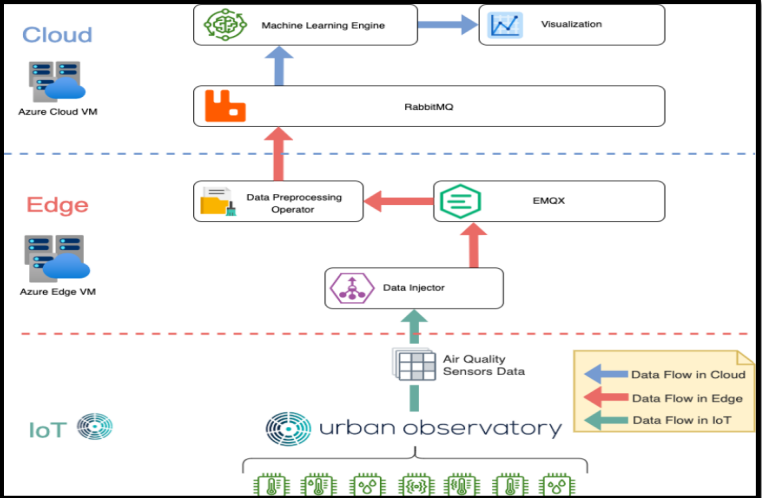 Cloud
Azure Cloud VM
Machine Learning Engine
Visualization
RabbitMQ
Edge
Azure Edge VM
Data Preprocessing
Operator
EMQX
Data Injector
Air Quality
Sensors Data
IoT
urban observatory
Data Flow in Cloud
Data Flow in Edge
Data Flow in IoT